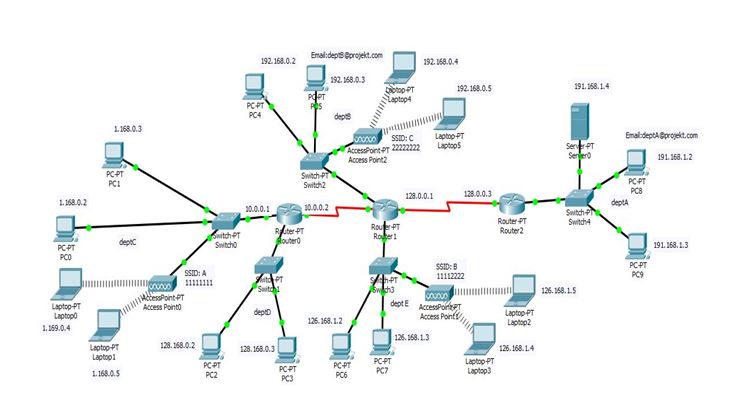 Email:deptB@projekt.com
192.168.0.2
192.168.0.3
192.168.0.4
192.168.0.5
PC-PT
PC4
PC-PT
PC5
Laptop-PT
Laptop4
deptB
SSID: C
22222222
Laptop-PT
Laptop5
AccessPoint-PT
Access Point2
Switch-PT
Switch2
191.1.68.4
Server-PT
Server0
Email:deptA@projekt.com
191.168.1.2
PC-PT
PC8
deptA
Switch-PT
Switch4
191.168.1.3
PC-PT
PC9
1.168.0.3
PC-PT
PC1
1.168.0.2
PC-PT
PC0
deptC
10.0.0.1
10.0.0.2
128.0.0.1
128.0.0.3
Switch-PT
Switch0
Router-PT
Router0
Router-PT
Router1
Router-PT
Router2
SSID: A
11111111
AccessPoint-PT
Access Point0
Laptop-PT
Laptop0
1.169.0.4
Laptop-PT
Laptop1
1.168.0.5
Switch-PT
Switch1
deptD
128.168.0.2
PC-PT
PC2
128.168.0.3
PC-PT
PC3
Switch-PT
Switch3
dept E
SSID: B
11112222
AccessPoint-PT
Access Point1
126.168.1.2
PC-PT
PC6
126.168.1.3
PC-PT
PC7
126.168.1.5
Laptop-PT
Laptop2
126.168.1.4
Laptop-PT
Laptop3